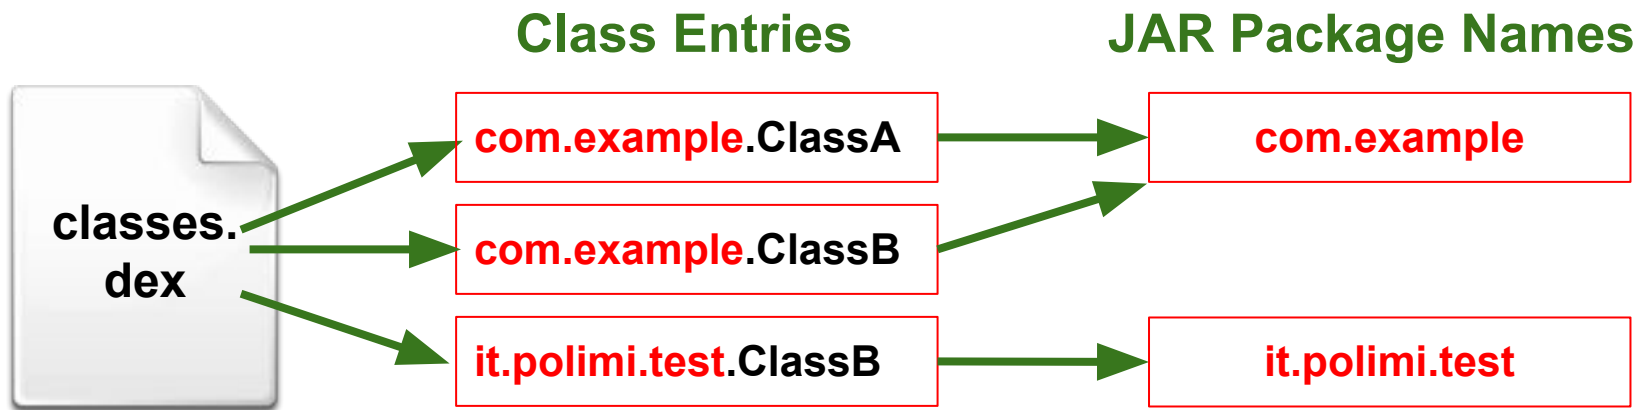 Class Entries
JAR Package Names
classes.
dex
com.example.ClassA
com.example.ClassB
it.polimi.test.ClassB
com.example
it.polimi.test